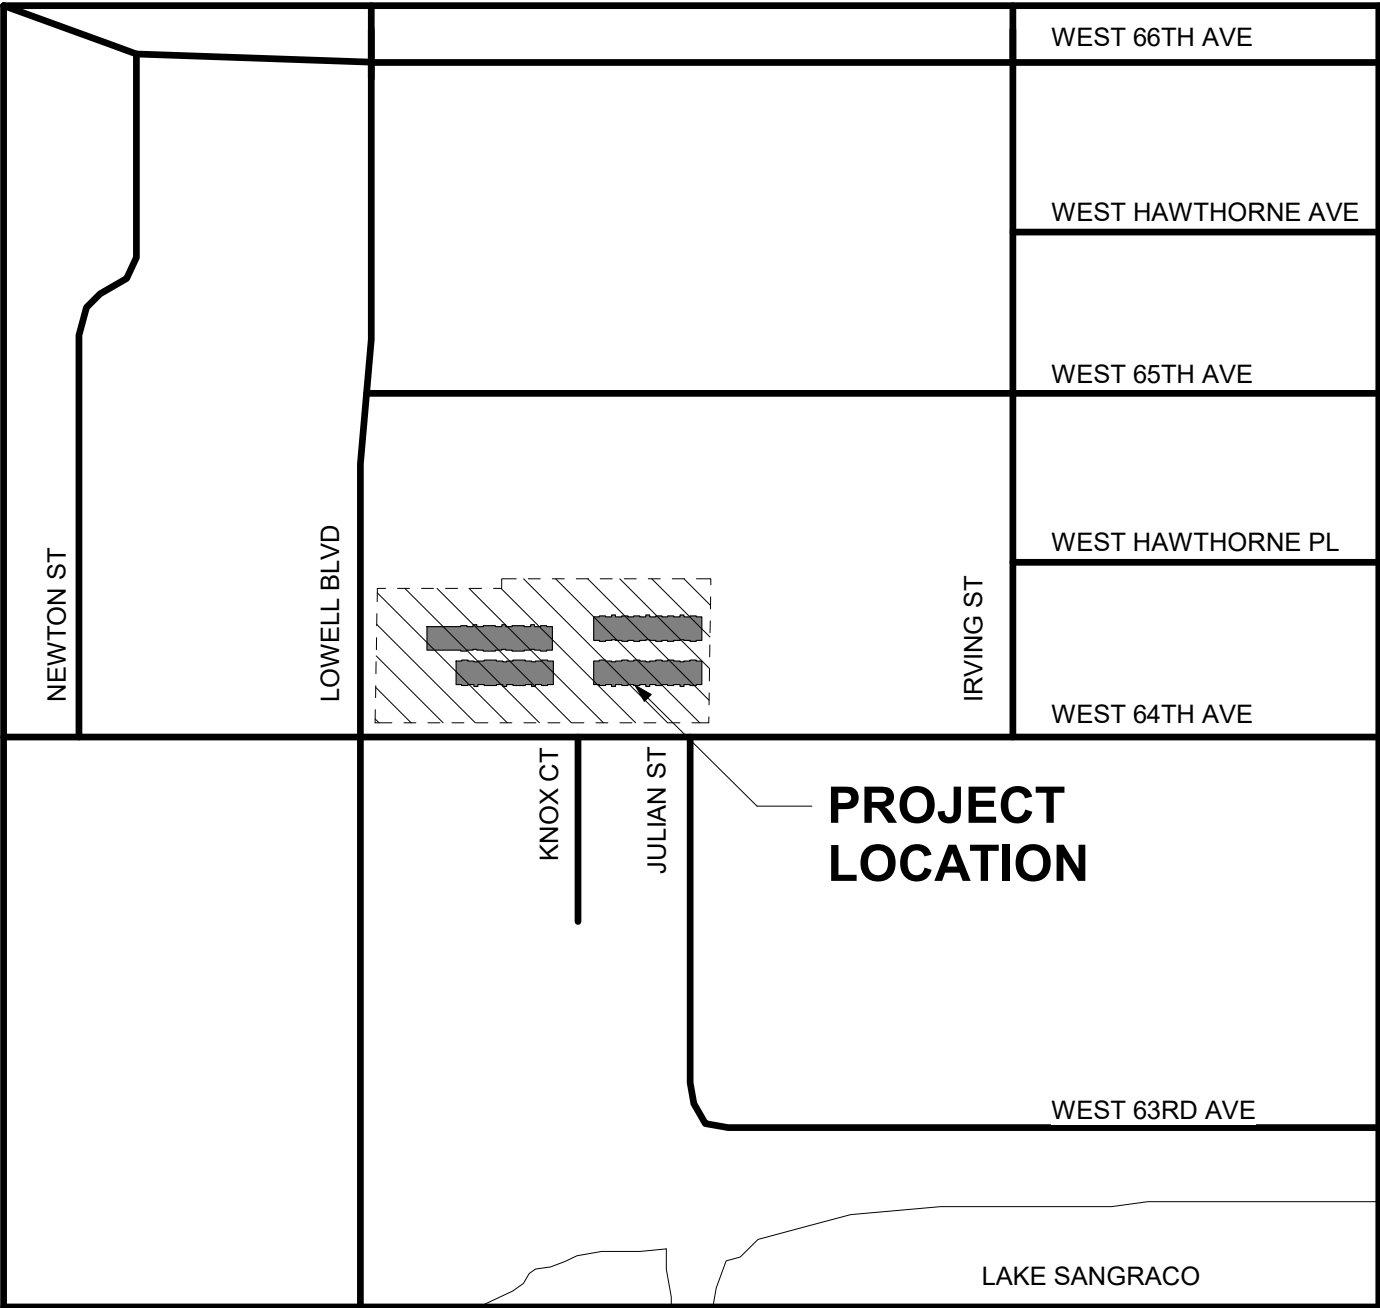 WEST 66TH AVE
WEST HAWTHORNE AVE
WEST 65TH AVE
WEST HAWTHORNE PL
NEWTON ST
LOWELL BLVD
IRVING ST
WEST 64TH AVE
KNOX CT
JULIAN ST
PROJECT
LOCATION
WEST 63RD AVE
LAKE SANGRACO